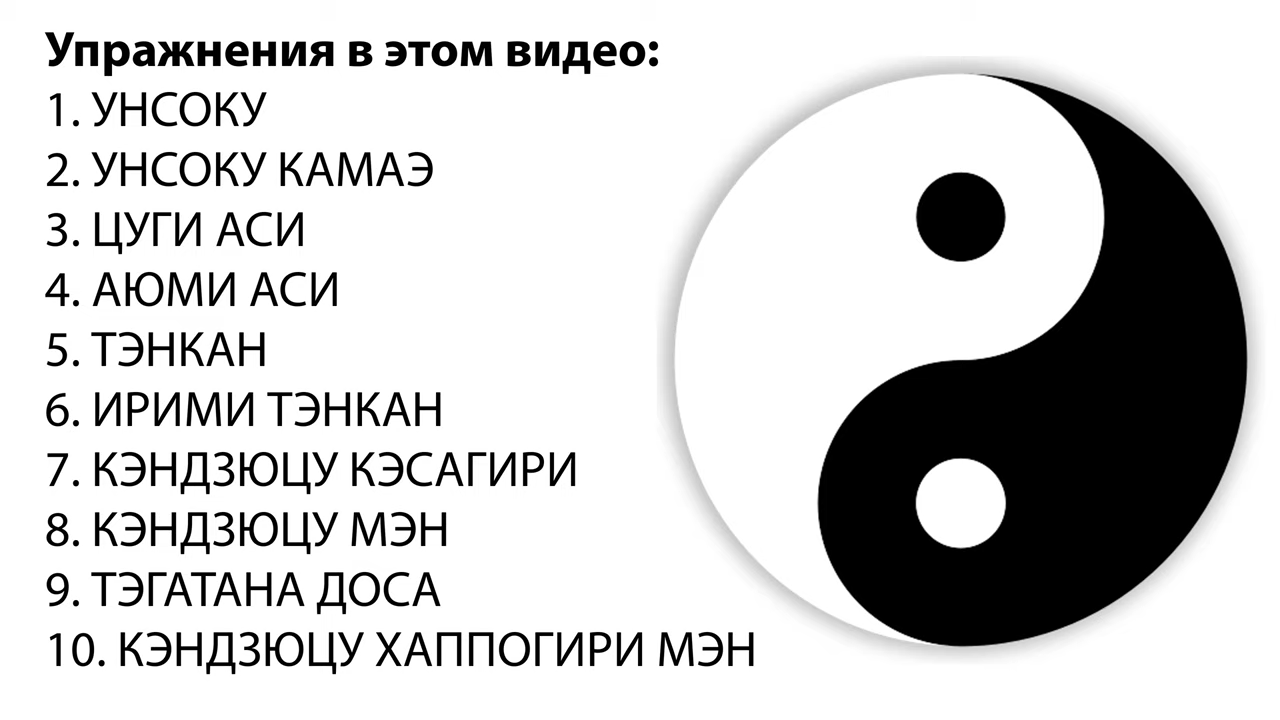 Упражнения в этом видео:
1. УНСОКУ
2. УНСОКУ КАМАЭ
3. ЦУГИ АСИ
4. АЮМИ АСИ
5. ТЭНКАН
6. ИРИМИ ТЭНКАН
7. КЭНДЗЮЦУ КЭСАГИРИ
8. КЭНДЗЮЦУ МЭН
9. ТЭГАТАНА ДОСА
10. КЭНДЗЮЦУ ХАППОГИРИ МЭН